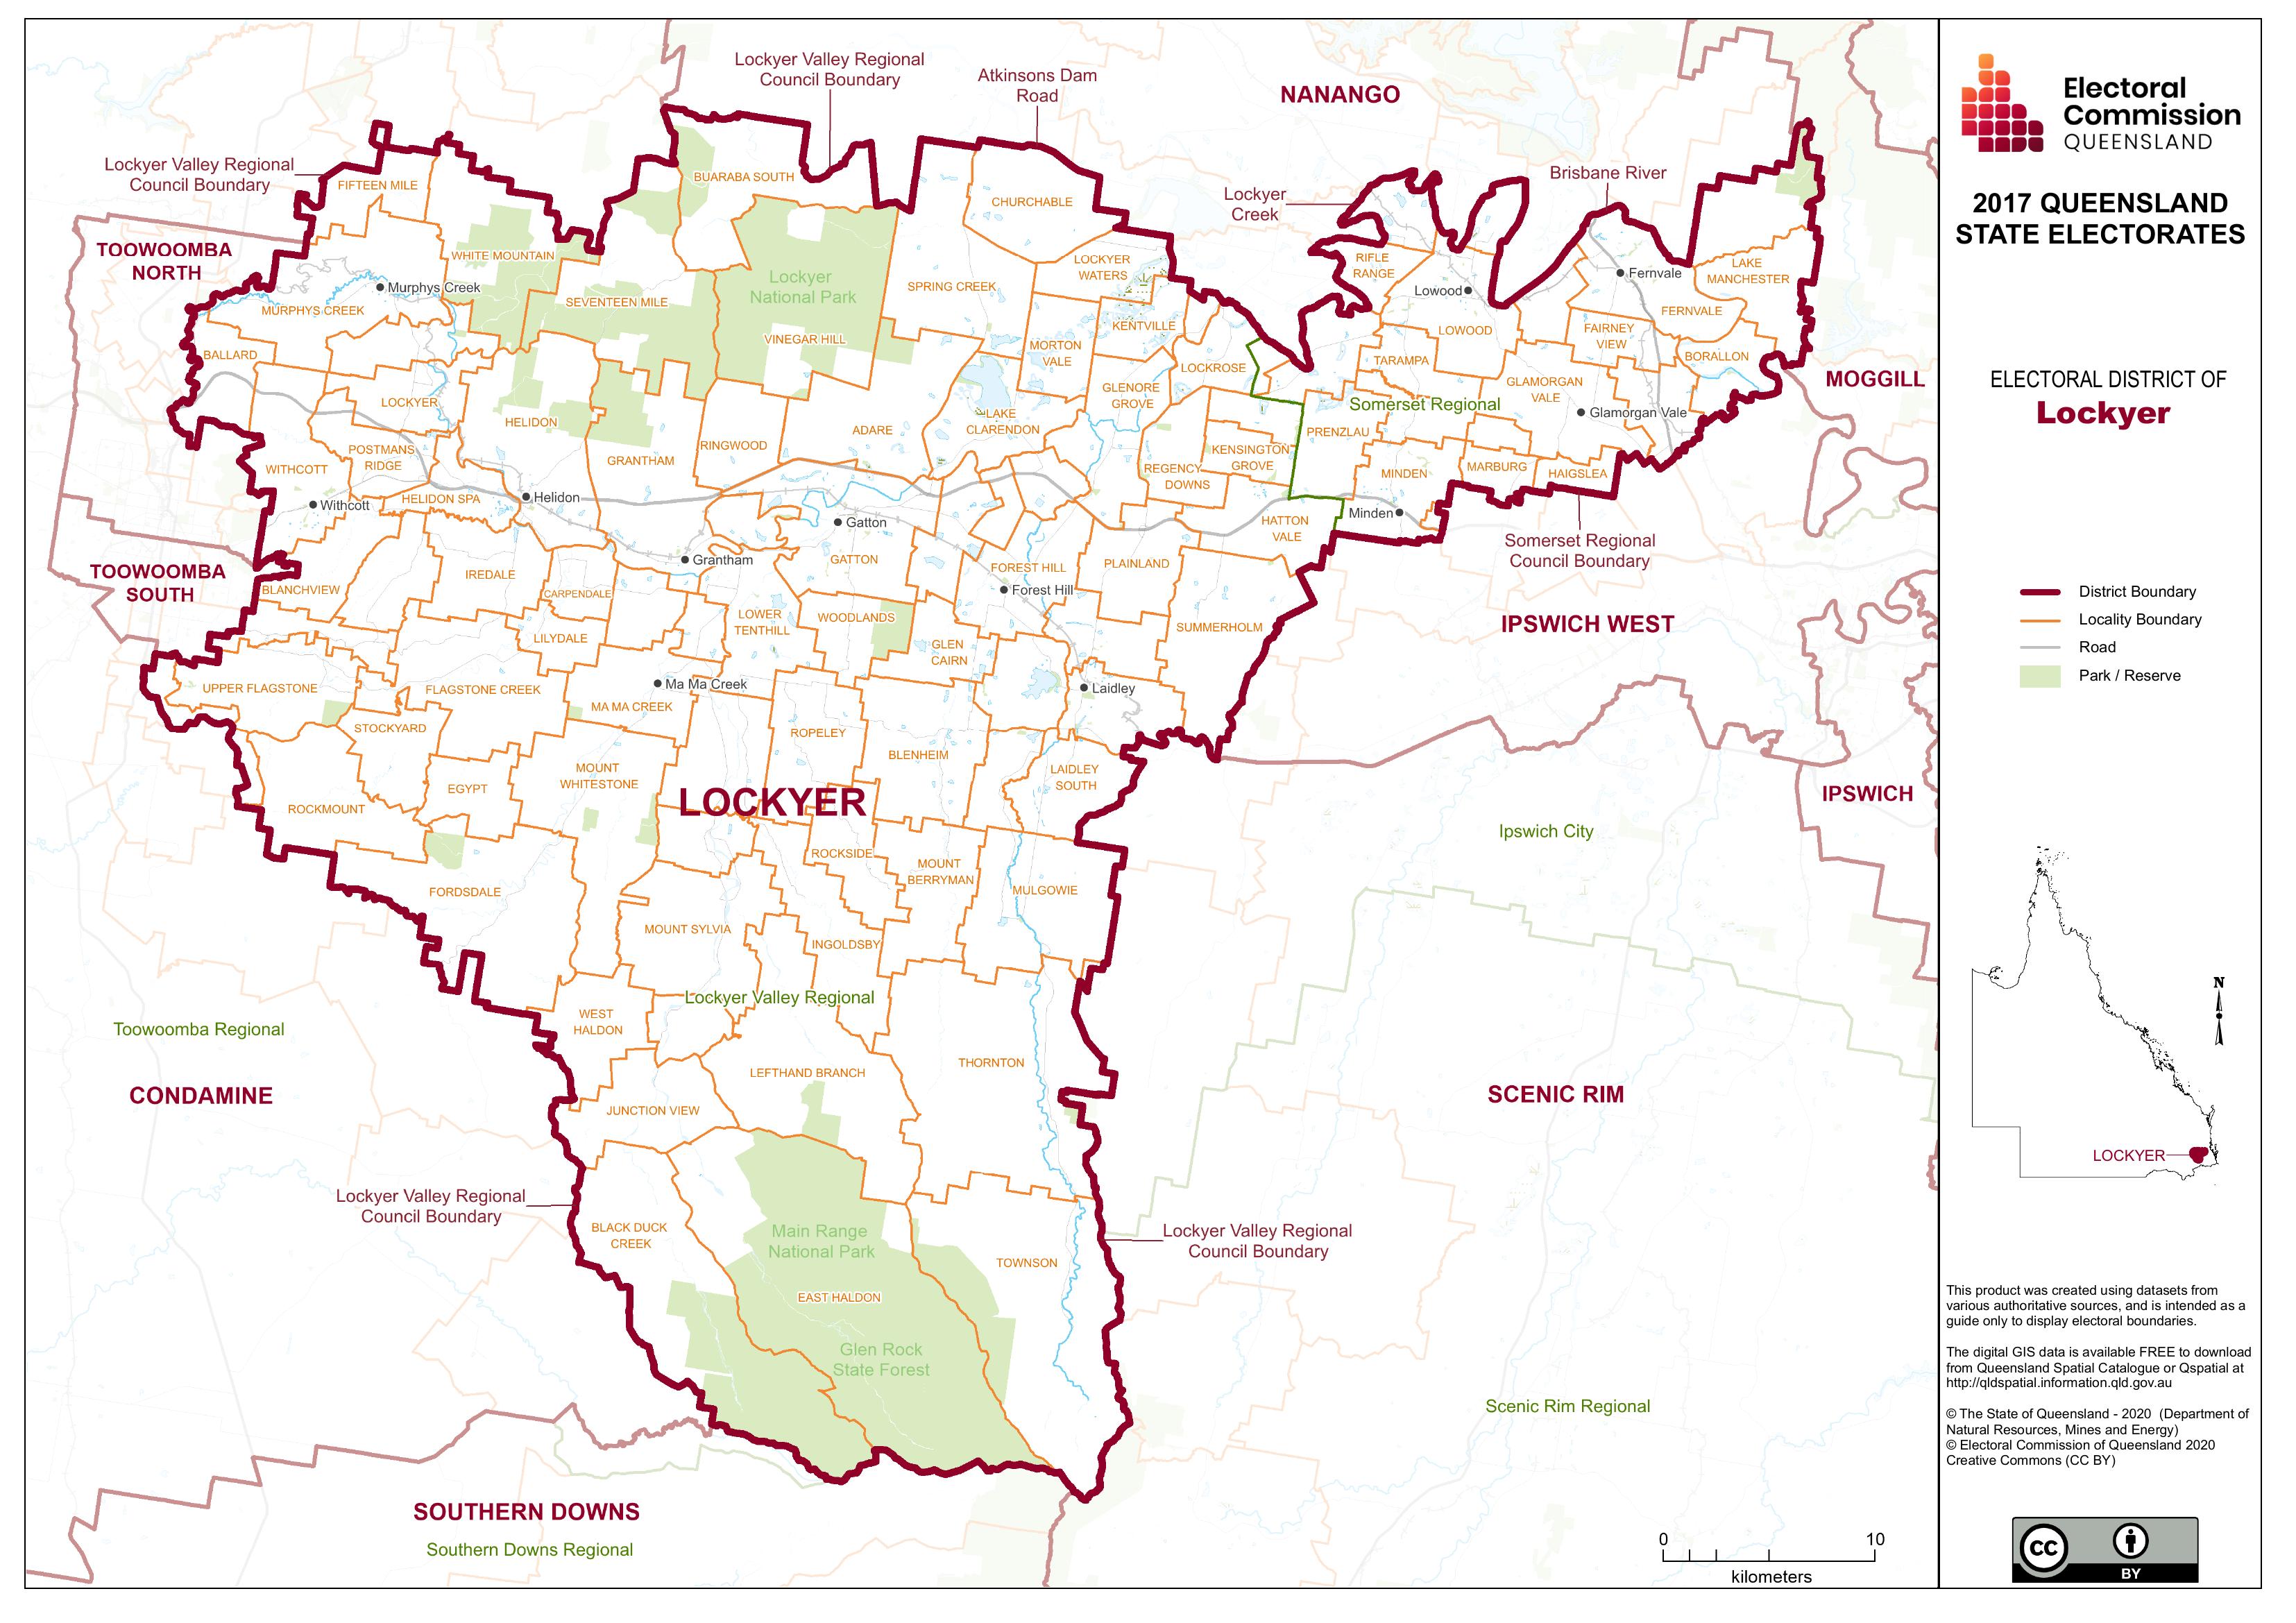 Lockyer Valley Regional
Council Boundary
Atkinsons Dam
Road
NANANGO
Lockyer Valley Regional
Council Boundary
Brisbane River
Lockyer
Creek
TOOWOOMBA
NORTH
MOGGILL
TOOWOOMBA
SOUTH
Somerset Regional
Council Boundary
IPSWICH WEST
IPSWICH
Ipswich City
LOCKYER
Toowoomba Regional
CONDAMINE
Lockyer Valley Regional
SCENIC RIM
Lockyer Valley Regional
Council Boundary
Lockyer Valley Regional
Council Boundary
Scenic Rim Regional
SOUTHERN DOWNS
Southern Downs Regional
FIFTEEN MILE
BUARABA SOUTH
CHURCHABLE
WHITE MOUNTAIN
LOCKYER
WATERS
RIFLE
RANGE
LAKE
MANCHESTER
Murphys Creek
MURPHYS CREEK
SEVENTEEN MILE
Lockyer
National Park
SPRING CREEK
Lowood
Fernvale
FERNVALE
VINEGAR HILL
KENTVILLE
LOWOOD
FAIRNEY
VIEW
BALLARD
MORTON
VALE
LOCKROSE
TARAMPA
BORALLON
LOCKYER
HELIDON
GLENORE
GROVE
GLAMORGAN
VALE
Somerset Regional
Glamorgan Vale
LAKE
CLARENDON
ADARE
RINGWOOD
PRENZLAU
POSTMANS
RIDGE
GRANTHAM
KENSINGTON
GROVE
WITHCOTT
REGENCY
DOWNS
MINDEN
MARBURG
HAIGSLEA
HELIDON SPA
Helidon
Withcott
Gatton
HATTON
VALE
Minden
Grantham
GATTON
FOREST HILL
PLAINLAND
IREDALE
BLANCHVIEW
CARPENDALE
Forest Hill
LOWER
TENTHILL
WOODLANDS
SUMMERHOLM
LILYDALE
GLEN
CAIRN
UPPER FLAGSTONE
FLAGSTONE CREEK
Ma Ma Creek
Laidley
MA MA CREEK
STOCKYARD
ROPELEY
BLENHEIM
MOUNT
WHITESTONE
LAIDLEY
SOUTH
EGYPT
ROCKMOUNT
ROCKSIDE
MOUNT
BERRYMAN
FORDSDALE
MULGOWIE
MOUNT SYLVIA
INGOLDSBY
WEST
HALDON
THORNTON
LEFTHAND BRANCH
JUNCTION VIEW
BLACK DUCK
CREEK
Main Range
National Park
TOWNSON
EAST HALDON
Glen Rock
State Forest
0
10
kilometers
Electoral
Commission
QUEENSLAND
2017 QUEENSLAND
STATE ELECTORATES
ELECTORAL DISTRICT OF
Lockyer
District Boundary
Locality Boundary
Road
Park / Reserve
N
LOCKYER
This product was created using datasets from
various authoritative sources, and is intended as a
guide only to display electoral boundaries.
The digital GIS data is available FREE to download
from Queensland Spatial Catalogue or Qspatial at
http://qldspatial.information.qld.gov.au
© The State of Queensland - 2020 (Department of
Natural Resources, Mines and Energy)
© Electoral Commission of Queensland 2020
Creative Commons (CC BY)
CC
BY